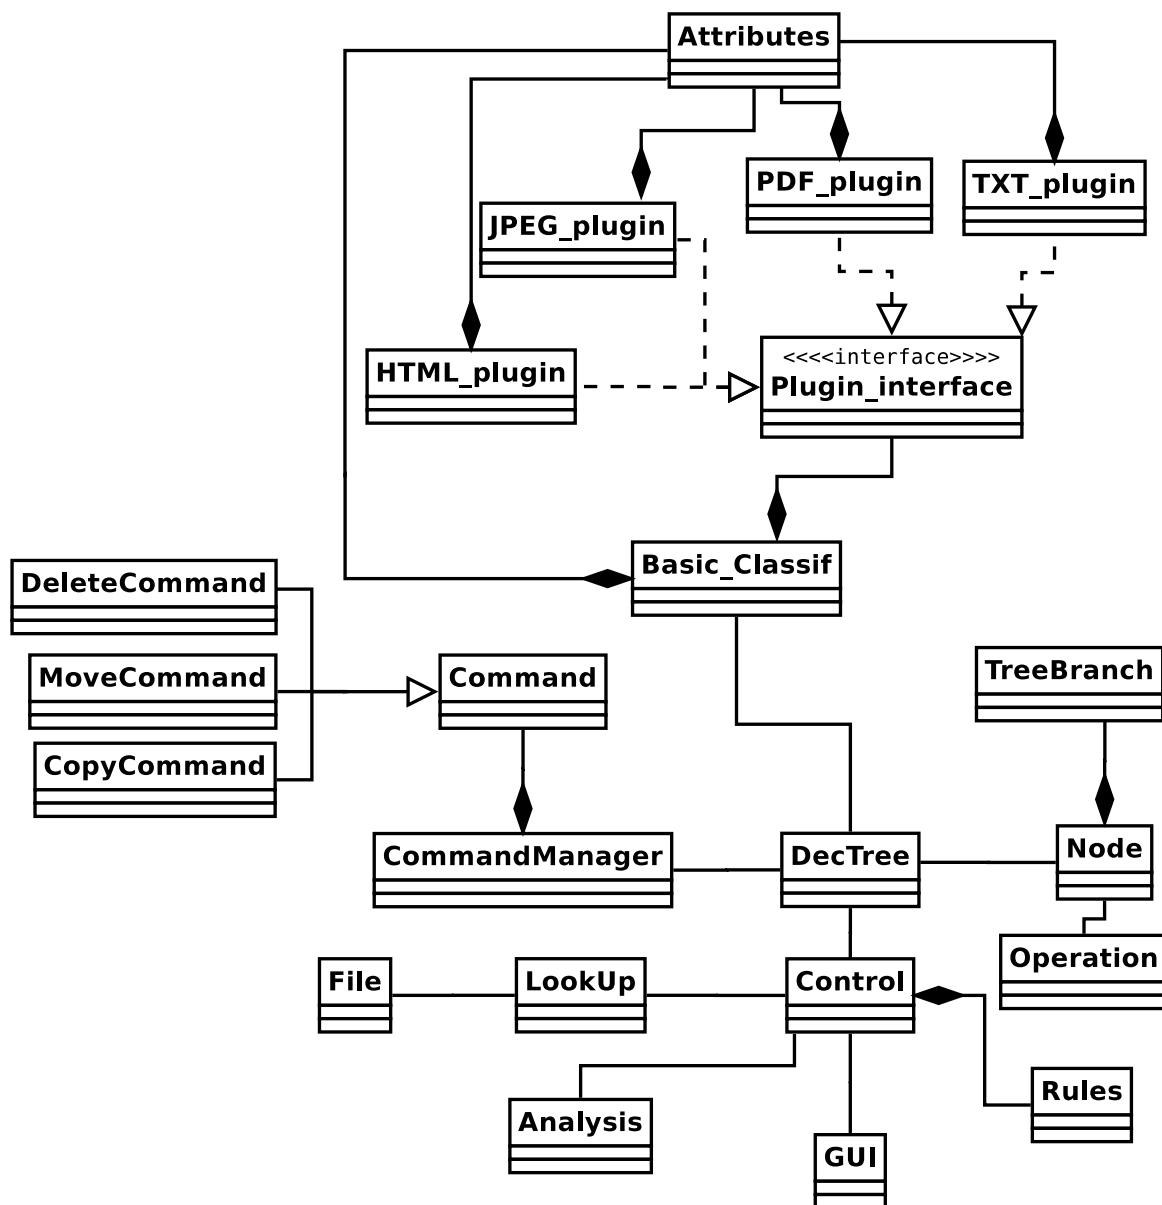 Attributes
PDF_plugin
TXT_plugin
JPEG_plugin
<<<<interface>>>>
Plugin_interface
HTML_plugin
Basic_Classif
DeleteCommand
MoveCommand
Command
TreeBranch
CopyCommand
CommandManager
DecTree
Node
Operation
File
LookUp
Control
Rules
Analysis
GUI